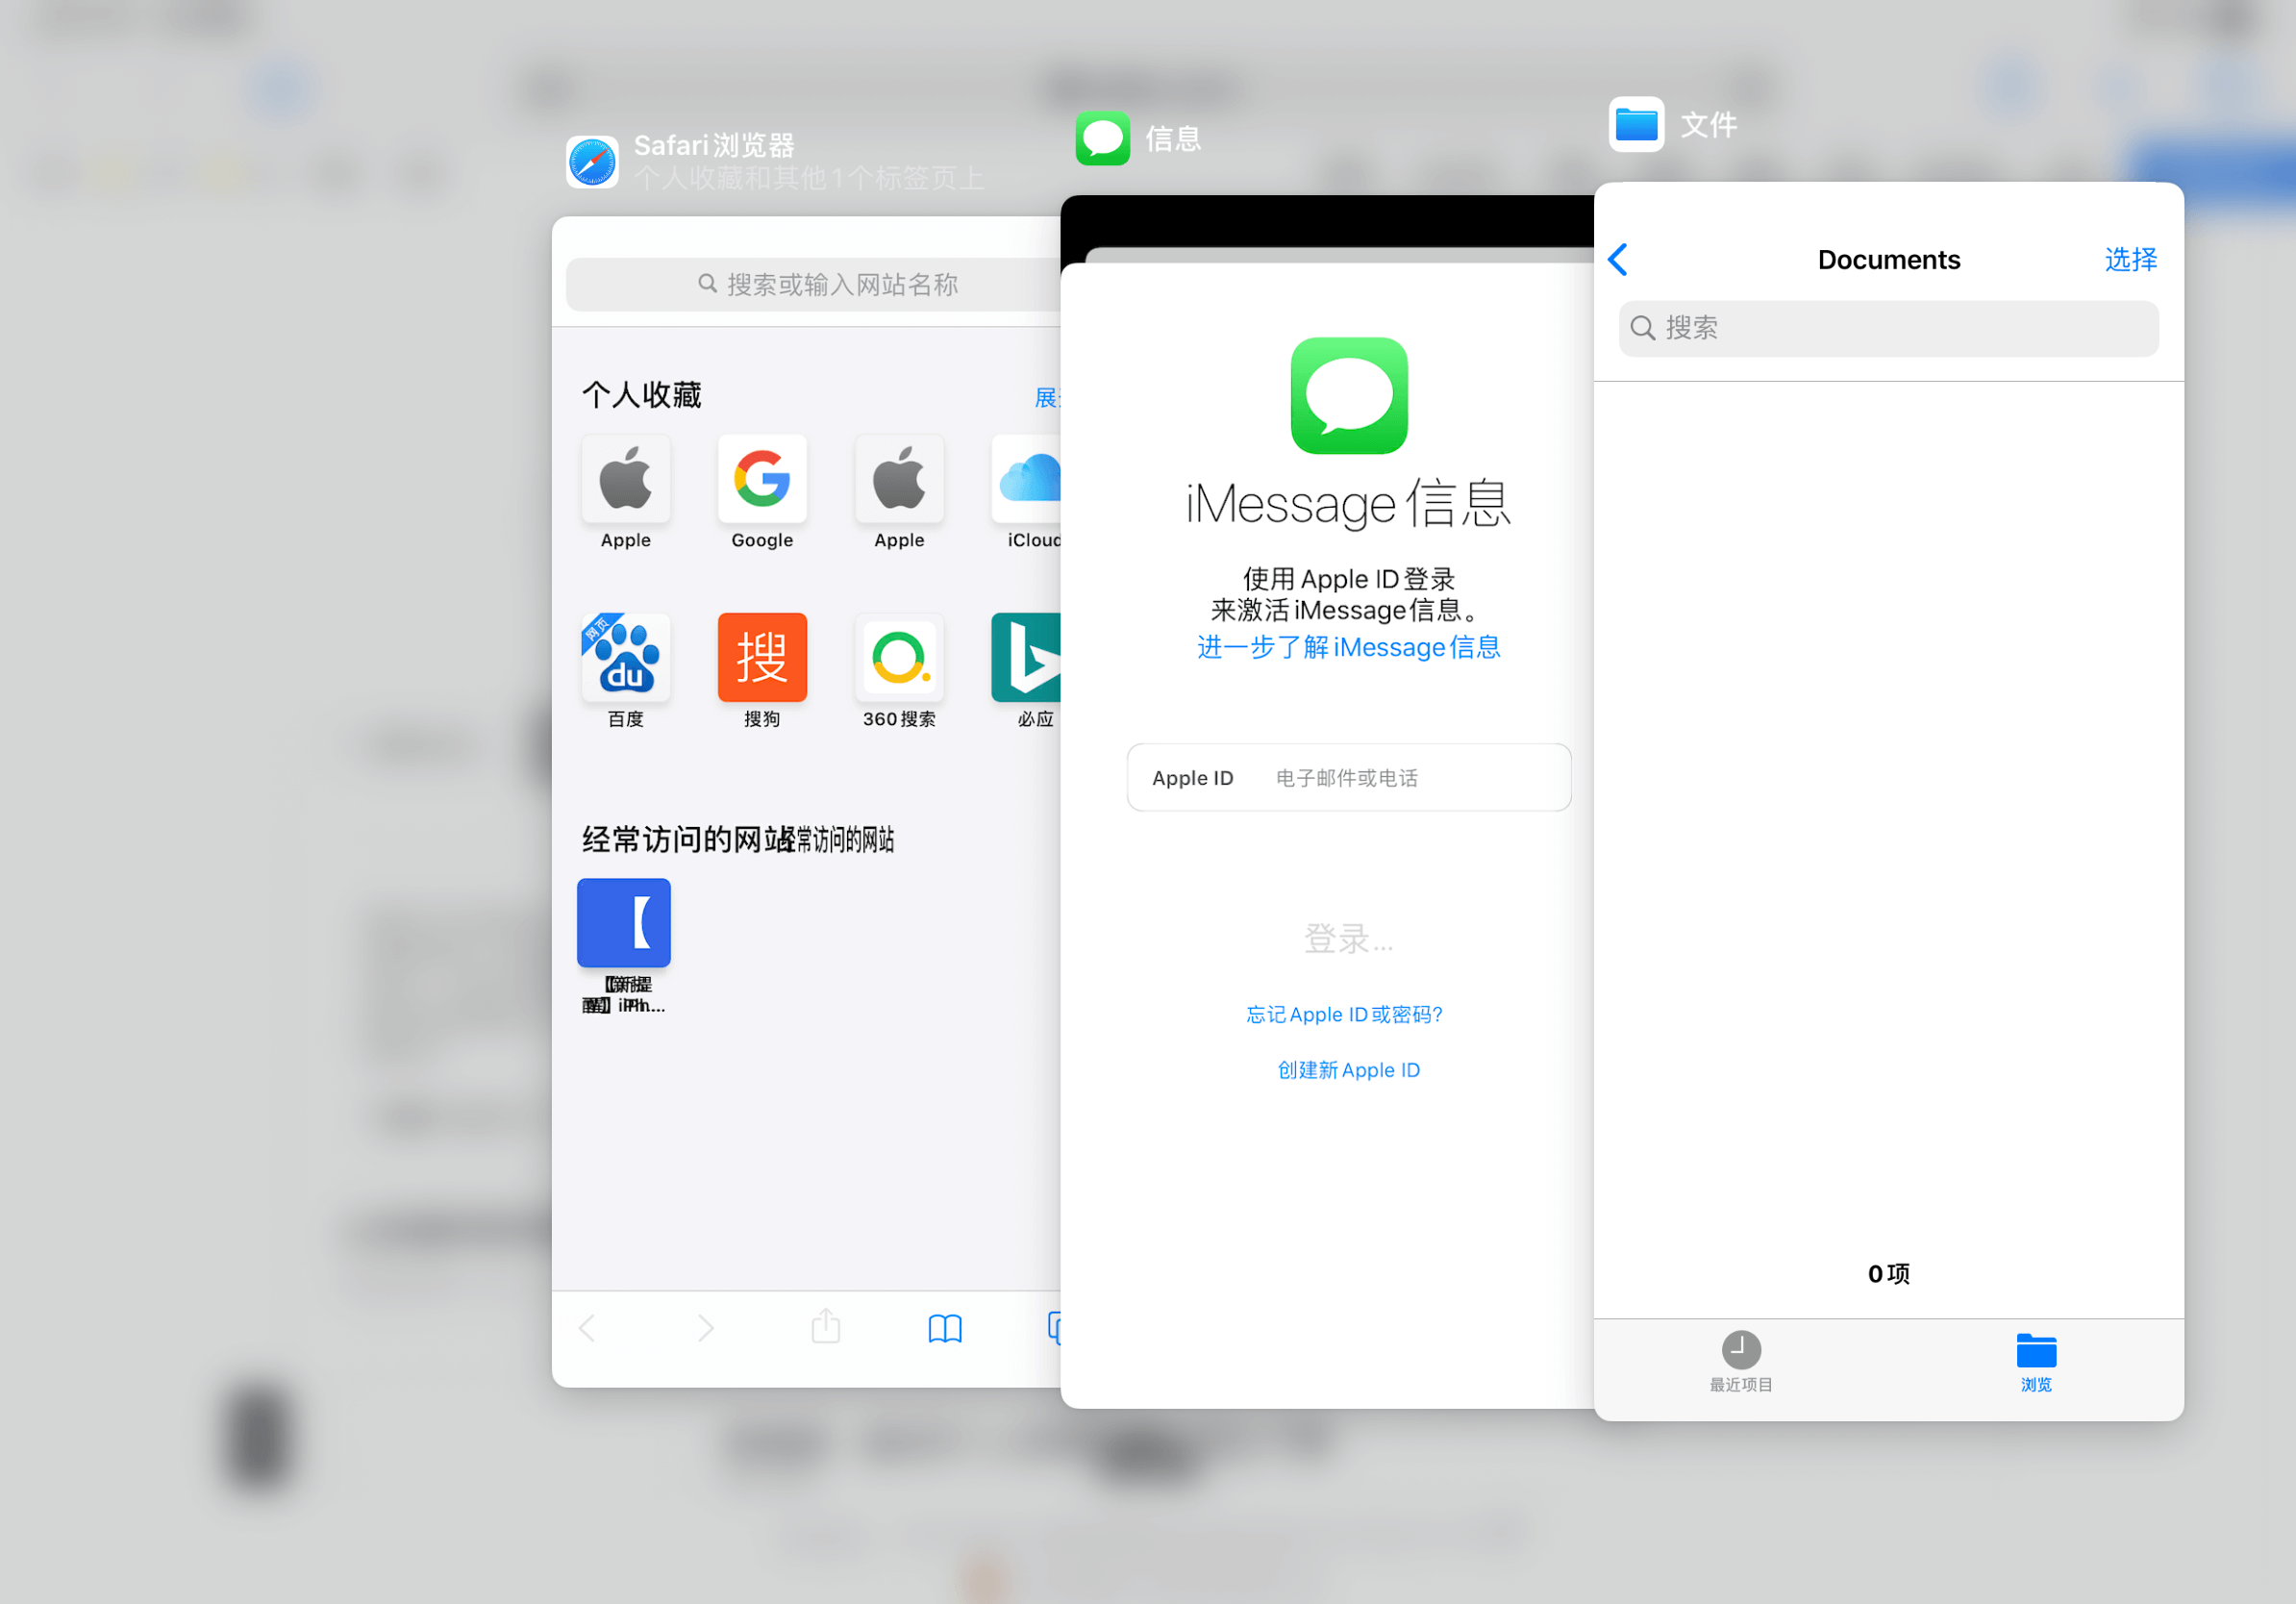 Safari浏览器
个人收藏和其他1个标签页上
搜索或输入网站名称
个人收藏
Apple
Google
Apple
iCloud
网页
du
百度
搜
搜狗
360搜索
必应
经常访问的网站
经常访问的网站
【
信息
iMessage信息
使用Apple ID登录
来激活iMessage信息。
进一步了解iMessage信息
Apple ID 电子邮件或电话
登录...
忘记Apple ID或密码?
创建新Apple ID
文件
Documents
选择
搜索
0项
最近项目
浏览